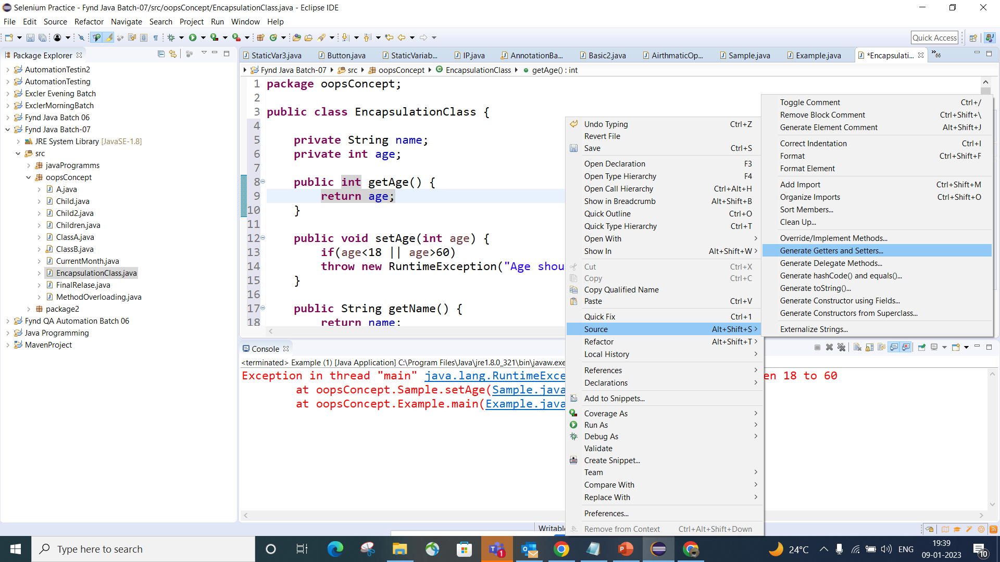 Selenium Practice - Fynd Java Batch-07/src/oopsConcept/EncapsulationClass.java - Eclipse IDE
File Edit Source Refactor Navigate Search Project Run Window Help
Quick Access
Package Explorer
AutomationTestin2
AutomationTesting
Excler Evening Batch
ExclerMorningBatch
Fynd Java Batch 06
Fynd Java Batch-07
JRE System Library [JavaSE-1.8]
src
javaProgramms
oopsConcept
A.java
Child.java
Child2.java
Children.java
ClassA.java
ClassB.java
CurrentMonth.java
EncapsulationClass.java
FinalRelase.java
MethodOverloading.java
package2
Fynd QA Automation Batch 06
Java Programming
MavenProject
StaticVar3.java Button.java StaticVariab... IP.java AnnotationBa... Basic2.java AirthmaticOp... Sample.java Example.java *Encapsulati... »66
Fynd Java Batch-07 src oopsConcept EncapsulationClass getAge() : int
1 package oopsConcept;
2
3 public class EncapsulationClass {
4
5 private String name;
6 private int age;
7
8 public int getAge() {
9 return age;
10 }
11
12 public void setAge(int age) {
13 if(age<18 || age>60)
14 throw new RuntimeException("Age shou
15 }
16
17 public String getName() {
18 return name;
Undo Typing Ctrl+Z
Revert File
Save Ctrl+S
Open Declaration F3
Open Type Hierarchy F4
Open Call Hierarchy Ctrl+Alt+H
Show in Breadcrumb Alt+Shift+B
Quick Outline Ctrl+O
Quick Type Hierarchy Ctrl+T
Open With
Show In Alt+Shift+W
Cut Ctrl+X
Copy Ctrl+C
Copy Qualified Name
Paste Ctrl+V
Quick Fix Ctrl+1
Source Alt+Shift+S
Refactor Alt+Shift+T
Local History
References
Declarations
Add to Snippets...
Coverage As
Run As
Debug As
Validate
Create Snippet...
Team
Compare With
Replace With
Preferences...
Remove from Context Ctrl+Alt+Shift+Down
Toggle Comment Ctrl+/
Remove Block Comment Ctrl+Shift+\
Generate Element Comment Alt+Shift+J
Correct Indentation Ctrl+I
Format Ctrl+Shift+F
Format Element
Add Import Ctrl+Shift+M
Organize Imports Ctrl+Shift+O
Sort Members...
Clean Up...
Override/Implement Methods...
Generate Getters and Setters...
Generate Delegate Methods...
Generate hashCode() and equals()...
Generate toString()...
Generate Constructor using Fields...
Generate Constructors from Superclass...
Externalize Strings...
Console
<terminated> Example (1) [Java Application] C:\Program Files\Java\jre1.8.0_321\bin\javaw.exe
Exception in thread "main" java.lang.RuntimeExce en 18 to 60
at oopsConcept.Sample.setAge(Sample.java
at oopsConcept.Example.main(Example.java
Writable
Type here to search
1
24°C
ENG
19:39
09-01-2023
10